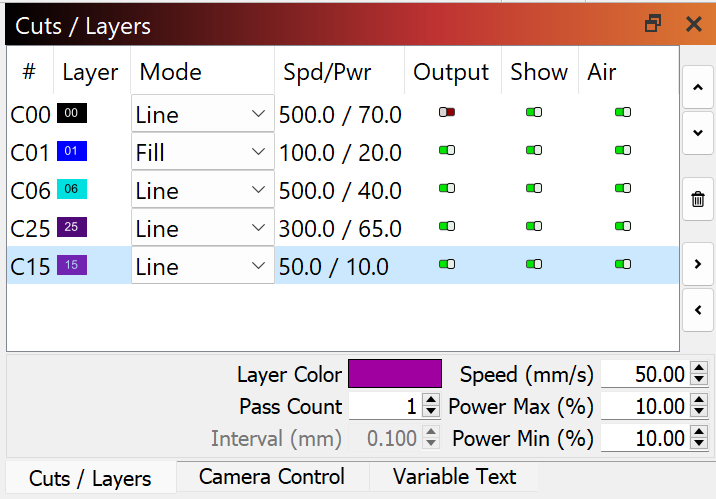 Cuts / Layers
# Layer Mode Spd/Pwr Output Show Air
C00 00 Line 500.0 / 70.0
C01 01 Fill 100.0 / 20.0
C06 06 Line 500.0 / 40.0
C25 25 Line 300.0 / 65.0
C15 15 Line 50.0 / 10.0
Layer Color Speed (mm/s) 50.00
Pass Count 1 Power Max (%) 10.00
Interval (mm) 0.100 Power Min (%) 10.00
Cuts / Layers Camera Control Variable Text